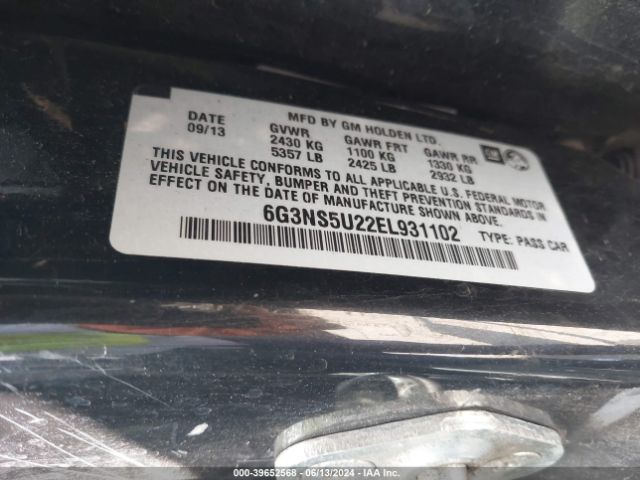 MFD BY GM HOLDEN LTD.
DATE GVWR GAWR FRT GAWR RR
09/13 2430 KG 1100 KG 1330 KG
5357 LB 2425 LB 2932 LB
THIS VEHICLE CONFORMS TO ALL APPLICABLE U.S. FEDERAL MOTOR
VEHICLE SAFETY, BUMPER AND THEFT PREVENTION STANDARDS IN
EFFECT ON THE DATE OF MANUFACTURE SHOWN ABOVE.
6G3NS5U22EL931102 TYPE: PASS CAR
000-39652568 - 06/13/2024 - IAA Inc.